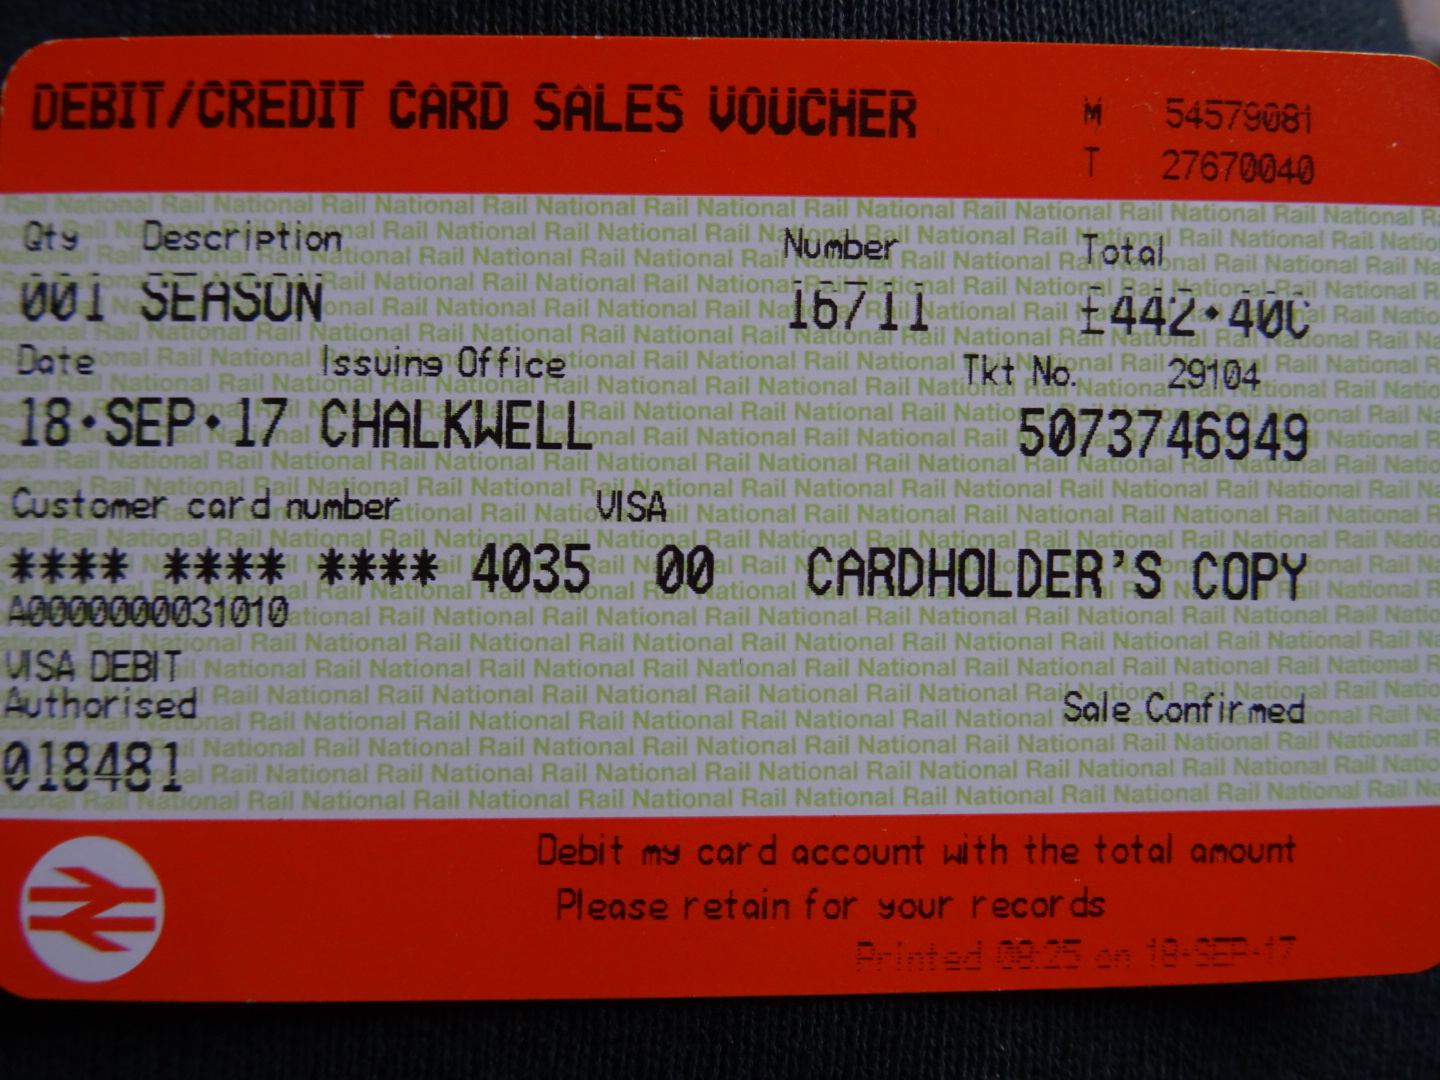 DEBIT/CREDIT CARD SALES VOUCHER M 54579081
T 27670040
Qty Description Number Total
001 SEASON 16711 £442·40C
Date Issuing Office Tkt No. 29104
18·SEP·17 CHALKWELL 5073746949
Customer card number VISA
**** **** **** 4035 00 CARDHOLDER'S COPY
A0000000031010
VISA DEBIT
Authorised Sale Confirmed
018481
Debit my card account with the total amount
Please retain for your records
Printed 08:25 on 18-SEP-17